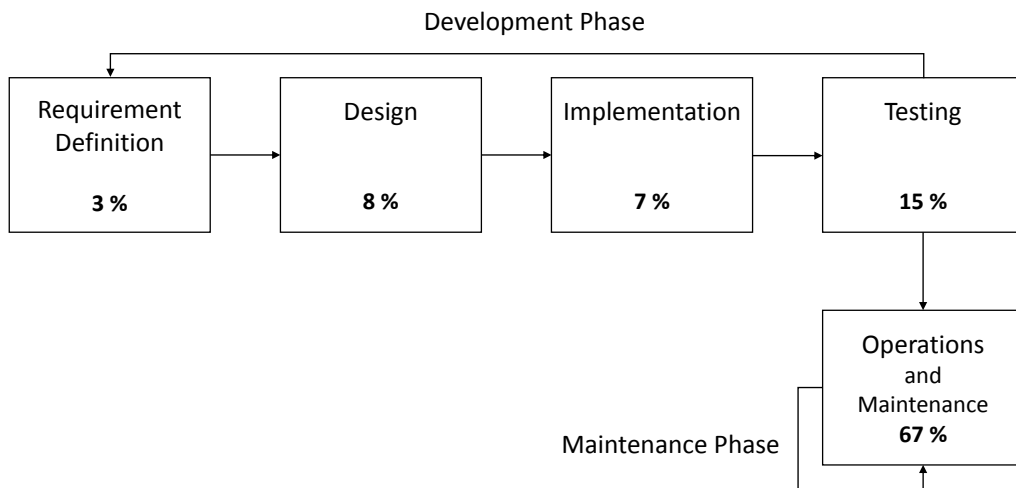 Development Phase
Requirement
Definition
3 %
Design
8 %
Implementation
7 %
Testing
15 %
Operations
and
Maintenance
67 %
Maintenance Phase